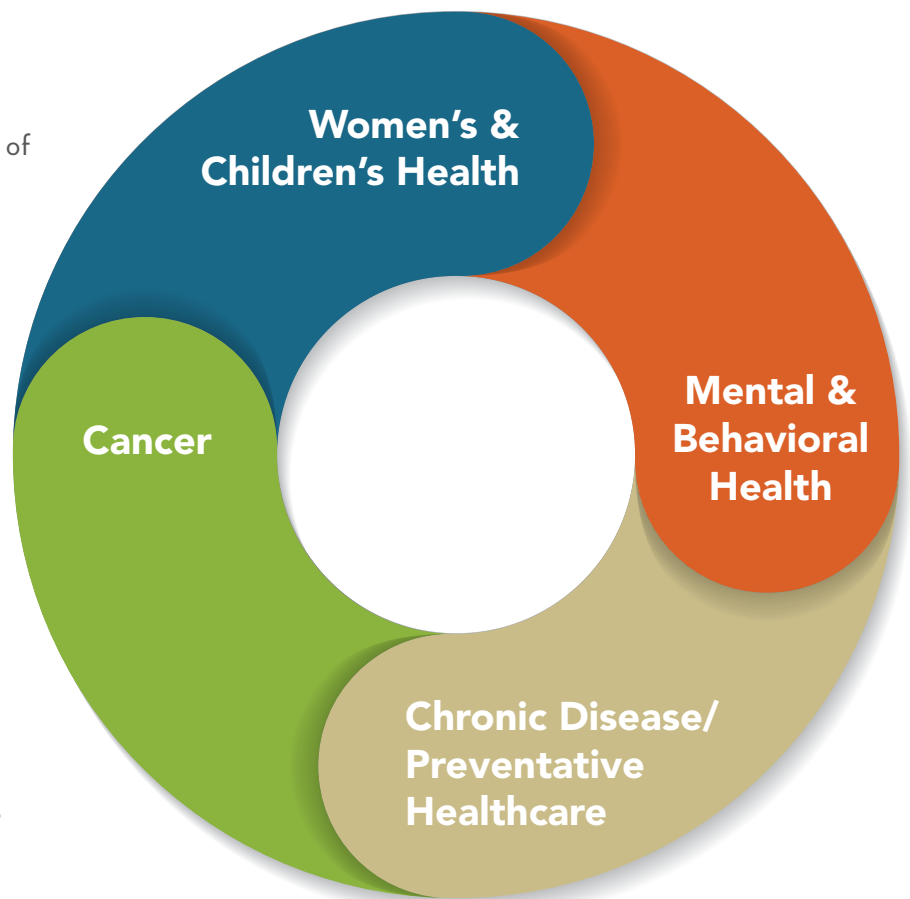 of
Women's &
Children's Health
Mental &
Behavioral
Health
Cancer
Chronic Disease/
Preventative
Healthcare